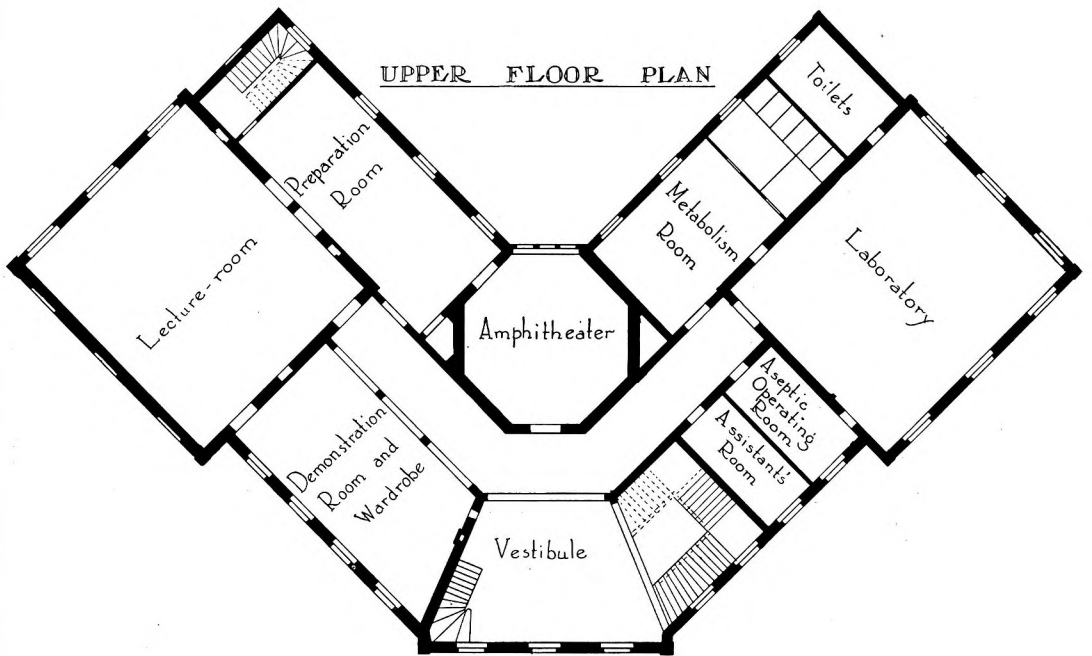 UPPER FLOOR PLAN
Toilets
Preparation
Room
Metabolism
Room
Lecture-room
Laboratory
Amphitheater
Aseptic
Operating
Room
Assistants'
Room
Demonstration
Room and
Wardrobe
Vestibule